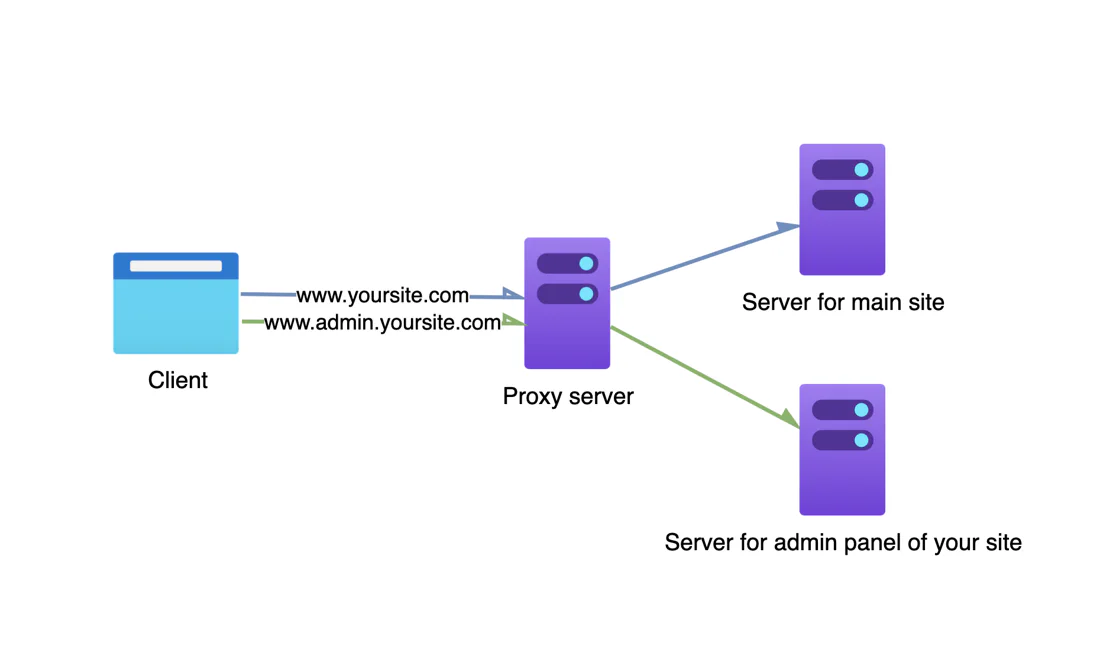 www.yoursite.com
www.admin.yoursite.com
Client
Proxy server
Server for main site
Server for admin panel of your site